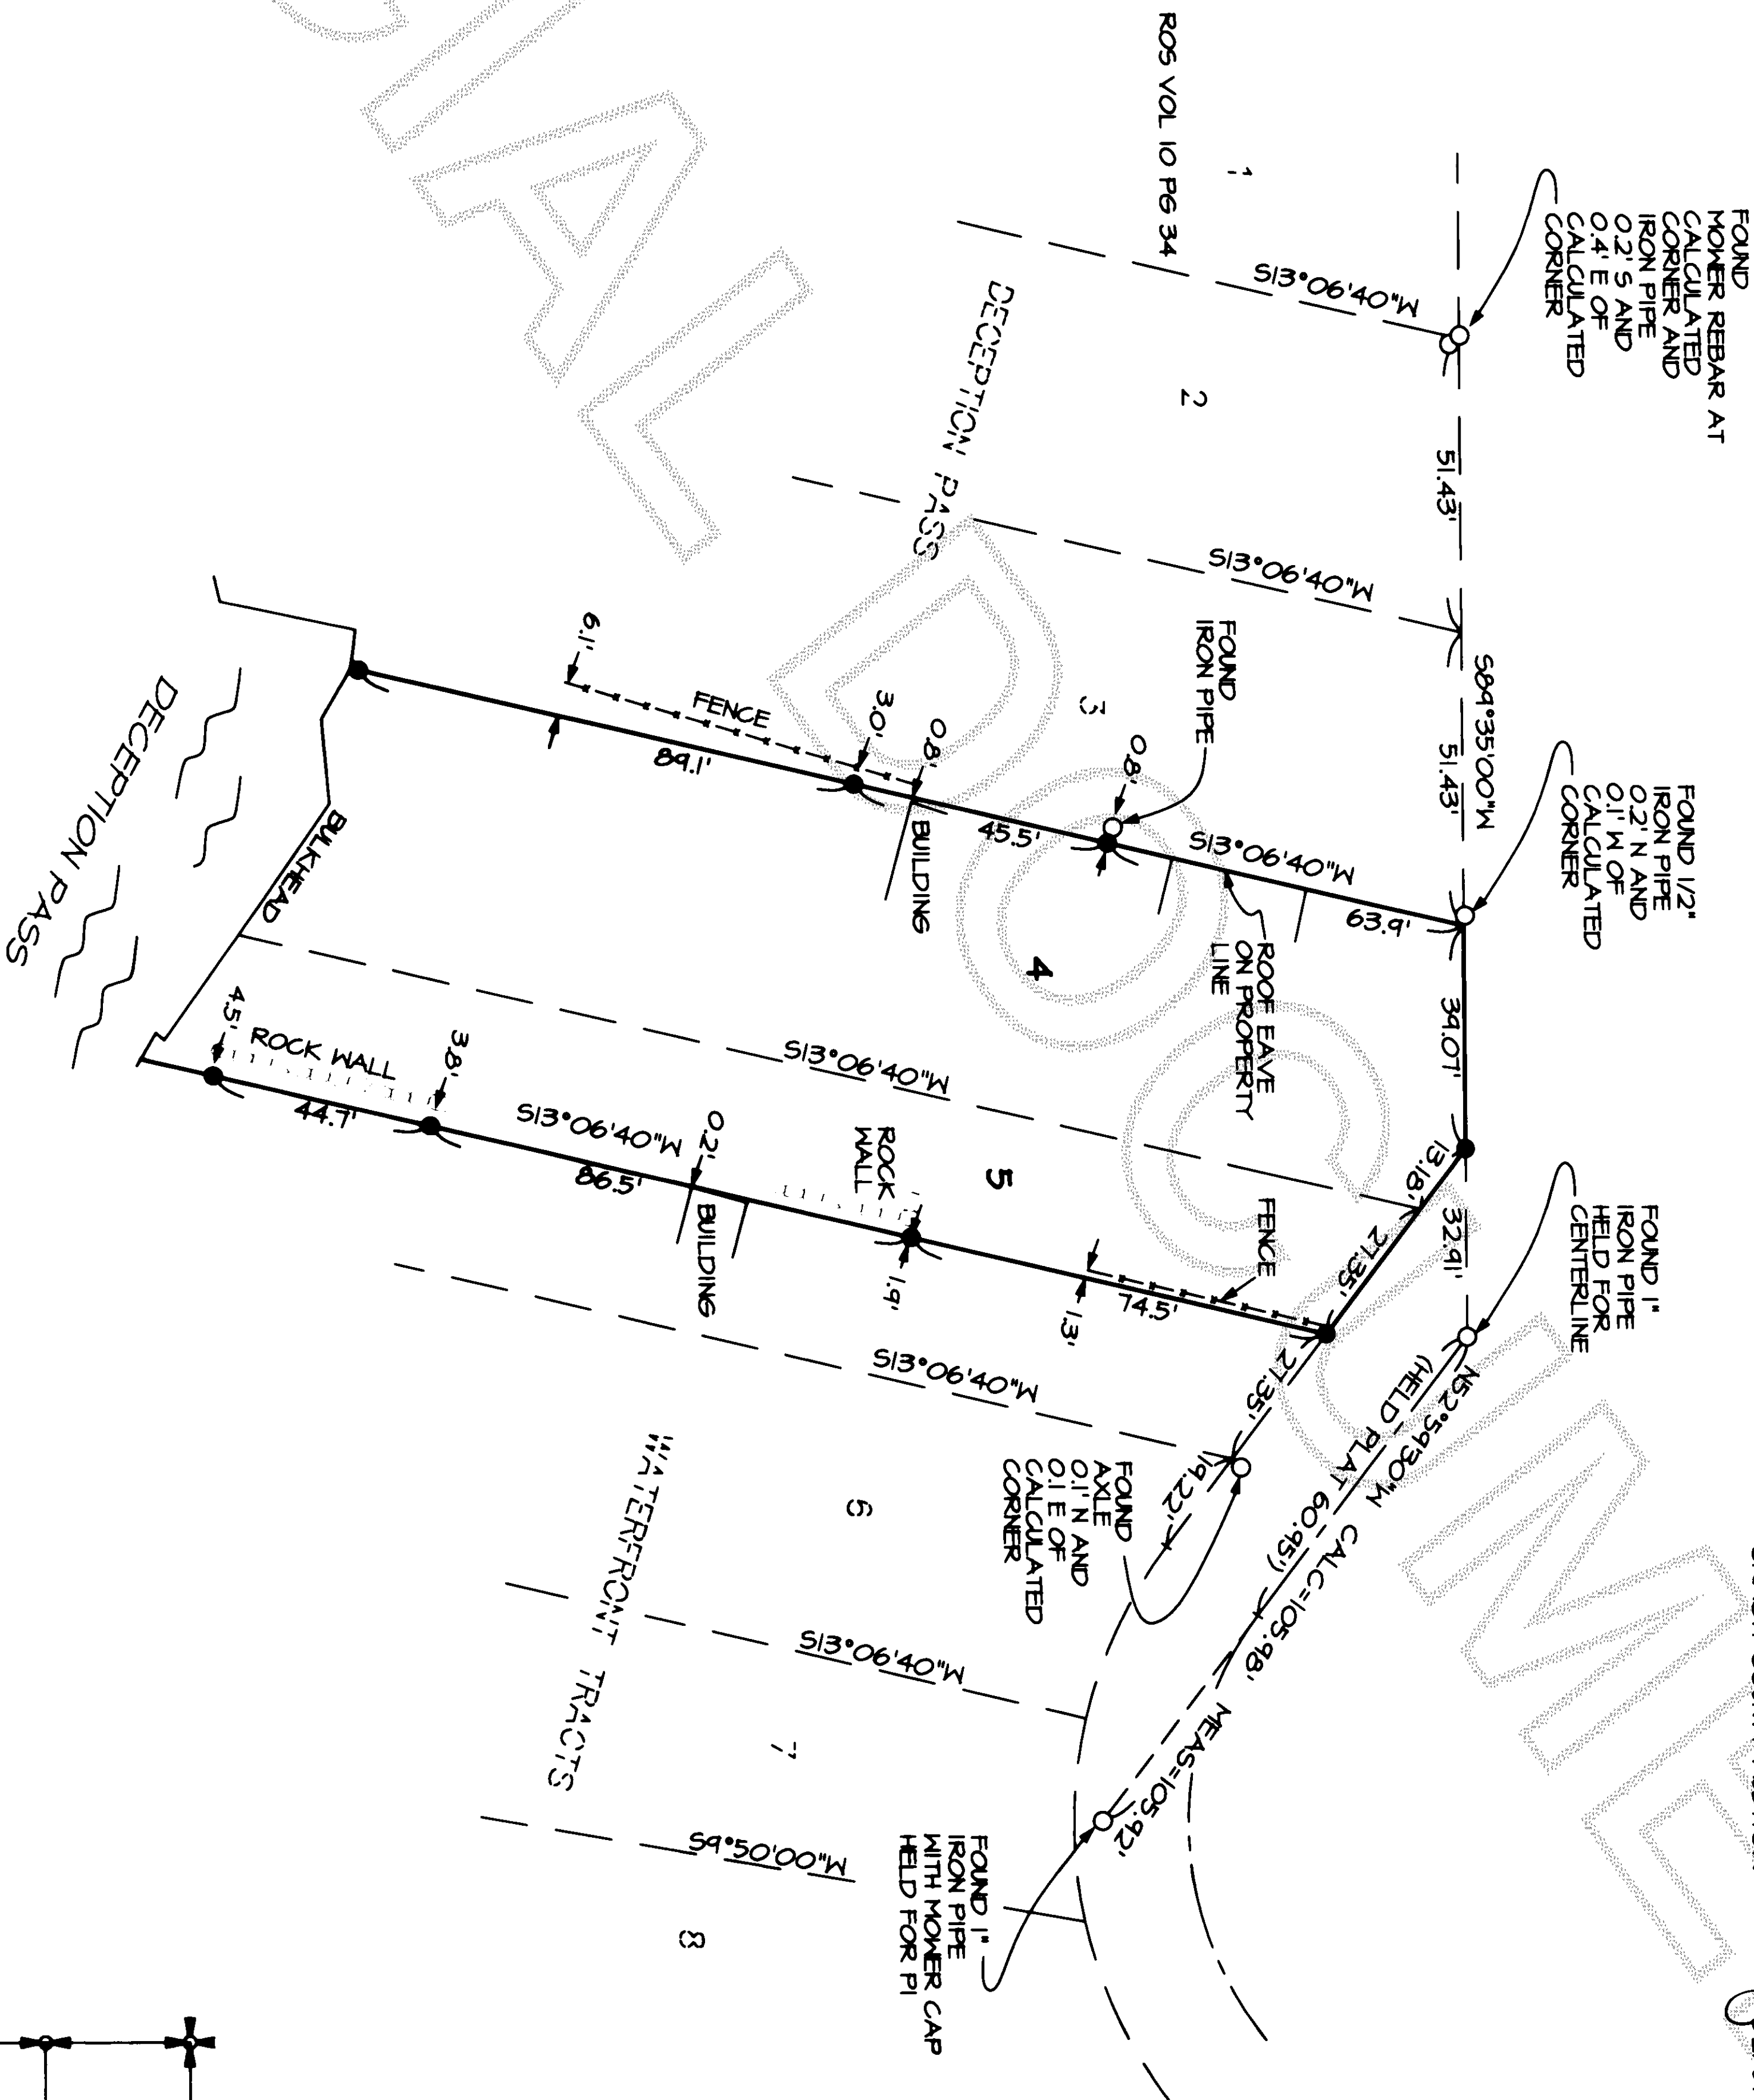 FOUND
MOWER REBAR AT
CALCULATED
CORNER AND
IRON PIPE
0.2' S AND
0.4' E OF
CALCULATED
CORNER
FOUND 1/2"
IRON PIPE
0.2' N AND
0.1' W OF
CALCULATED
CORNER
FOUND 1"
IRON PIPE
HELD FOR
CENTERLINE
S89°35'00"W
51.43'
51.43'
39.07'
32.91'
13.18'
27.35'
27.35'
19.22'
N52°59'30"W
(HELD PLAT 60.95')
CALC=105.98'
MEAS=105.92'
ROS VOL 10 PG 34
1
2
3
4
5
6
7
8
S13°06'40"W
S13°06'40"W
S13°06'40"W
S13°06'40"W
S13°06'40"W
S13°06'40"W
S13°06'40"W
S9°50'00"W
FOUND
IRON PIPE
0.8'
0.8'
3.0'
6.1'
FENCE
89.1'
45.5'
63.9'
BUILDING
ROOF EAVE
ON PROPERTY
LINE
DECEPTION PASS
WATERFRONT TRACTS
BULKHEAD
DECEPTION PASS
4.5'
ROCK WALL
3.8'
44.7'
86.5'
0.2'
BUILDING
ROCK
WALL
1.9'
FENCE
74.5'
1.3'
FOUND
AXLE
0.1' N AND
0.1 E OF
CALCULATED
CORNER
FOUND 1"
IRON PIPE
WITH MOWER CAP
HELD FOR PI
CIAL DOCUME